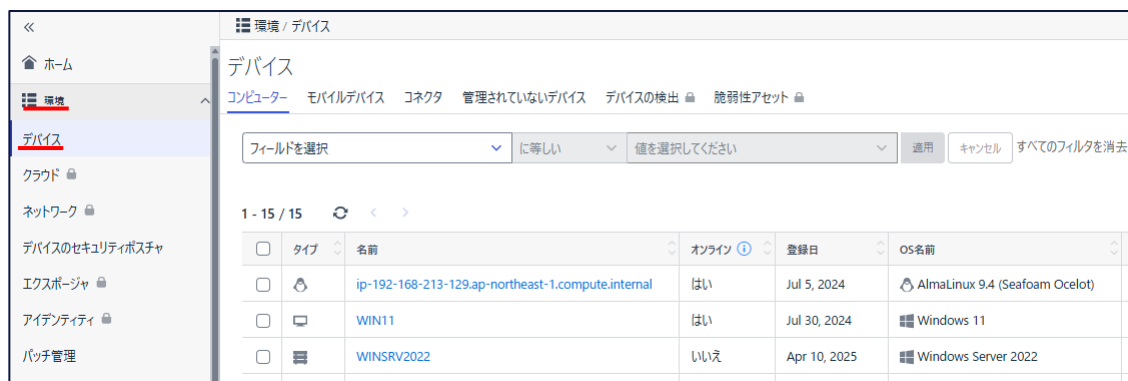 環境 / デバイス
ホーム
環境
デバイス
クラウド
ネットワーク
デバイスのセキュリティポスチャ
エクスポージャ
アイデンティティ
パッチ管理
デバイス
コンピューター モバイルデバイス コネクタ 管理されていないデバイス デバイスの検出 脆弱性アセット
フィールドを選択 に等しい 値を選択してください 適用 キャンセル すべてのフィルタを消去
1 - 15 / 15
タイプ 名前 オンライン 登録日 OS名前
ip-192-168-213-129.ap-northeast-1.compute.internal はい Jul 5, 2024 AlmaLinux 9.4 (Seafoam Ocelot)
WIN11 はい Jul 30, 2024 Windows 11
WINSRV2022 いいえ Apr 10, 2025 Windows Server 2022